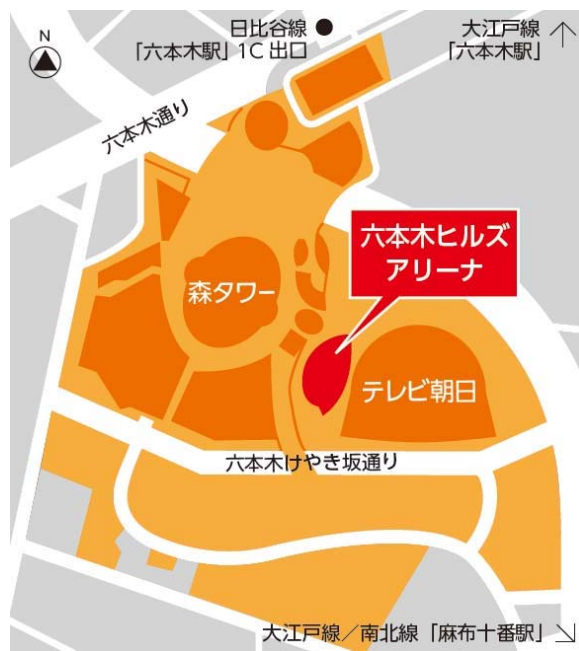 N
日比谷線
「六本木駅」1C 出口
大江戸線
「六本木駅」
六本木通り
六本木ヒルズ
アリーナ
森タワー
テレビ朝日
六本木けやき坂通り
大江戸線／南北線「麻布十番駅」